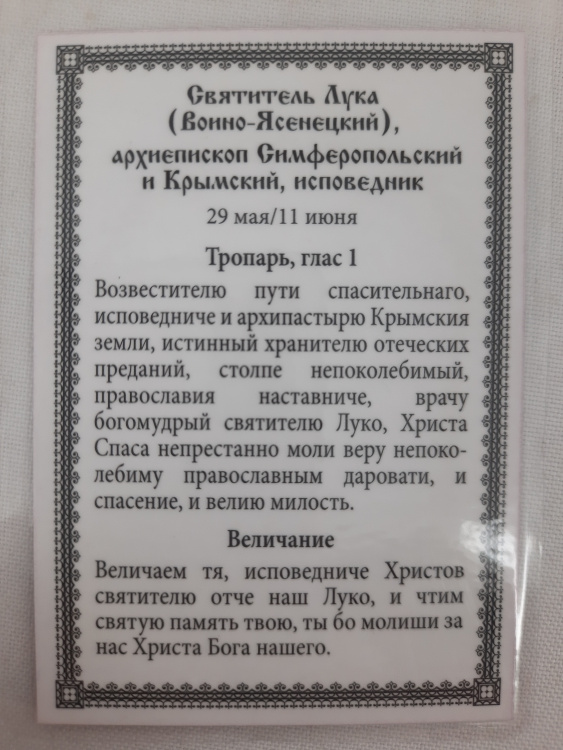 Святитель Лука
(Воино-Ясенецкий),
архиепископ Симферопольский
и Крымский, исповедник
29 мая/11 июня
Тропарь, глас 1
Возвестителю пути спасительнаго,
исповедниче и архипастырю Крымския
земли, истинный хранителю отеческих
преданий, столпе непоколебимый,
православия наставниче, врачу
богомудрый святителю Луко, Христа
Спаса непрестанно моли веру непоко-
лебиму православным даровати, и
спасение, и велию милость.
Величание
Величаем тя, исповедниче Христов
святителю отче наш Луко, и чтим
святую память твою, ты бо молиши за
нас Христа Бога нашего.